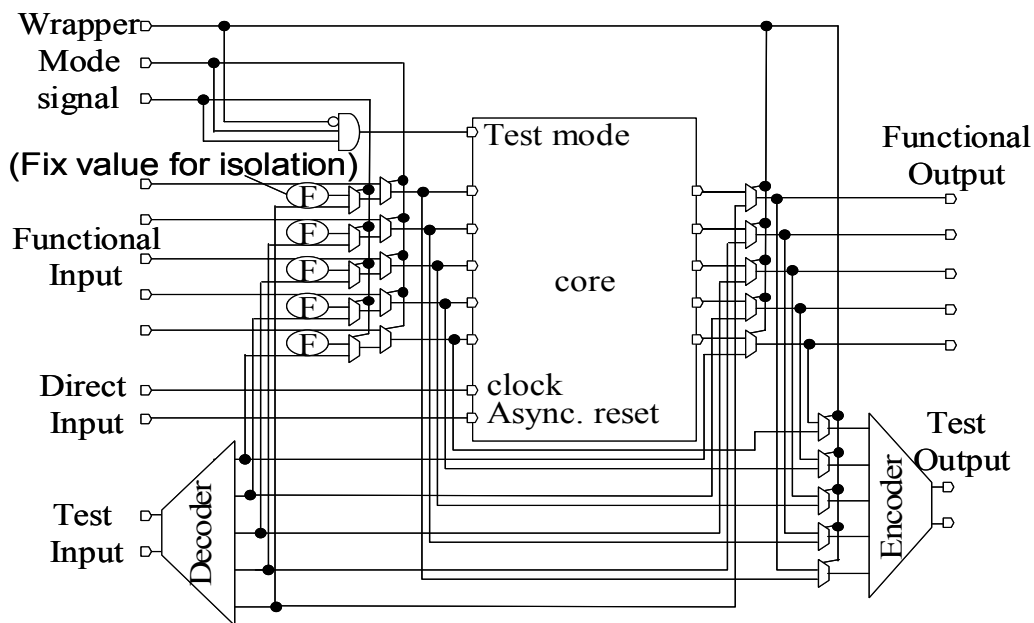 Wrapper
Mode
signal
Test mode
(Fix value for isolation)
Functional
Output
F
F
Functional
Input
F
core
F
F
Direct
Input
clock
Async. reset
Test
Output
Test
Input
Decoder
Encoder